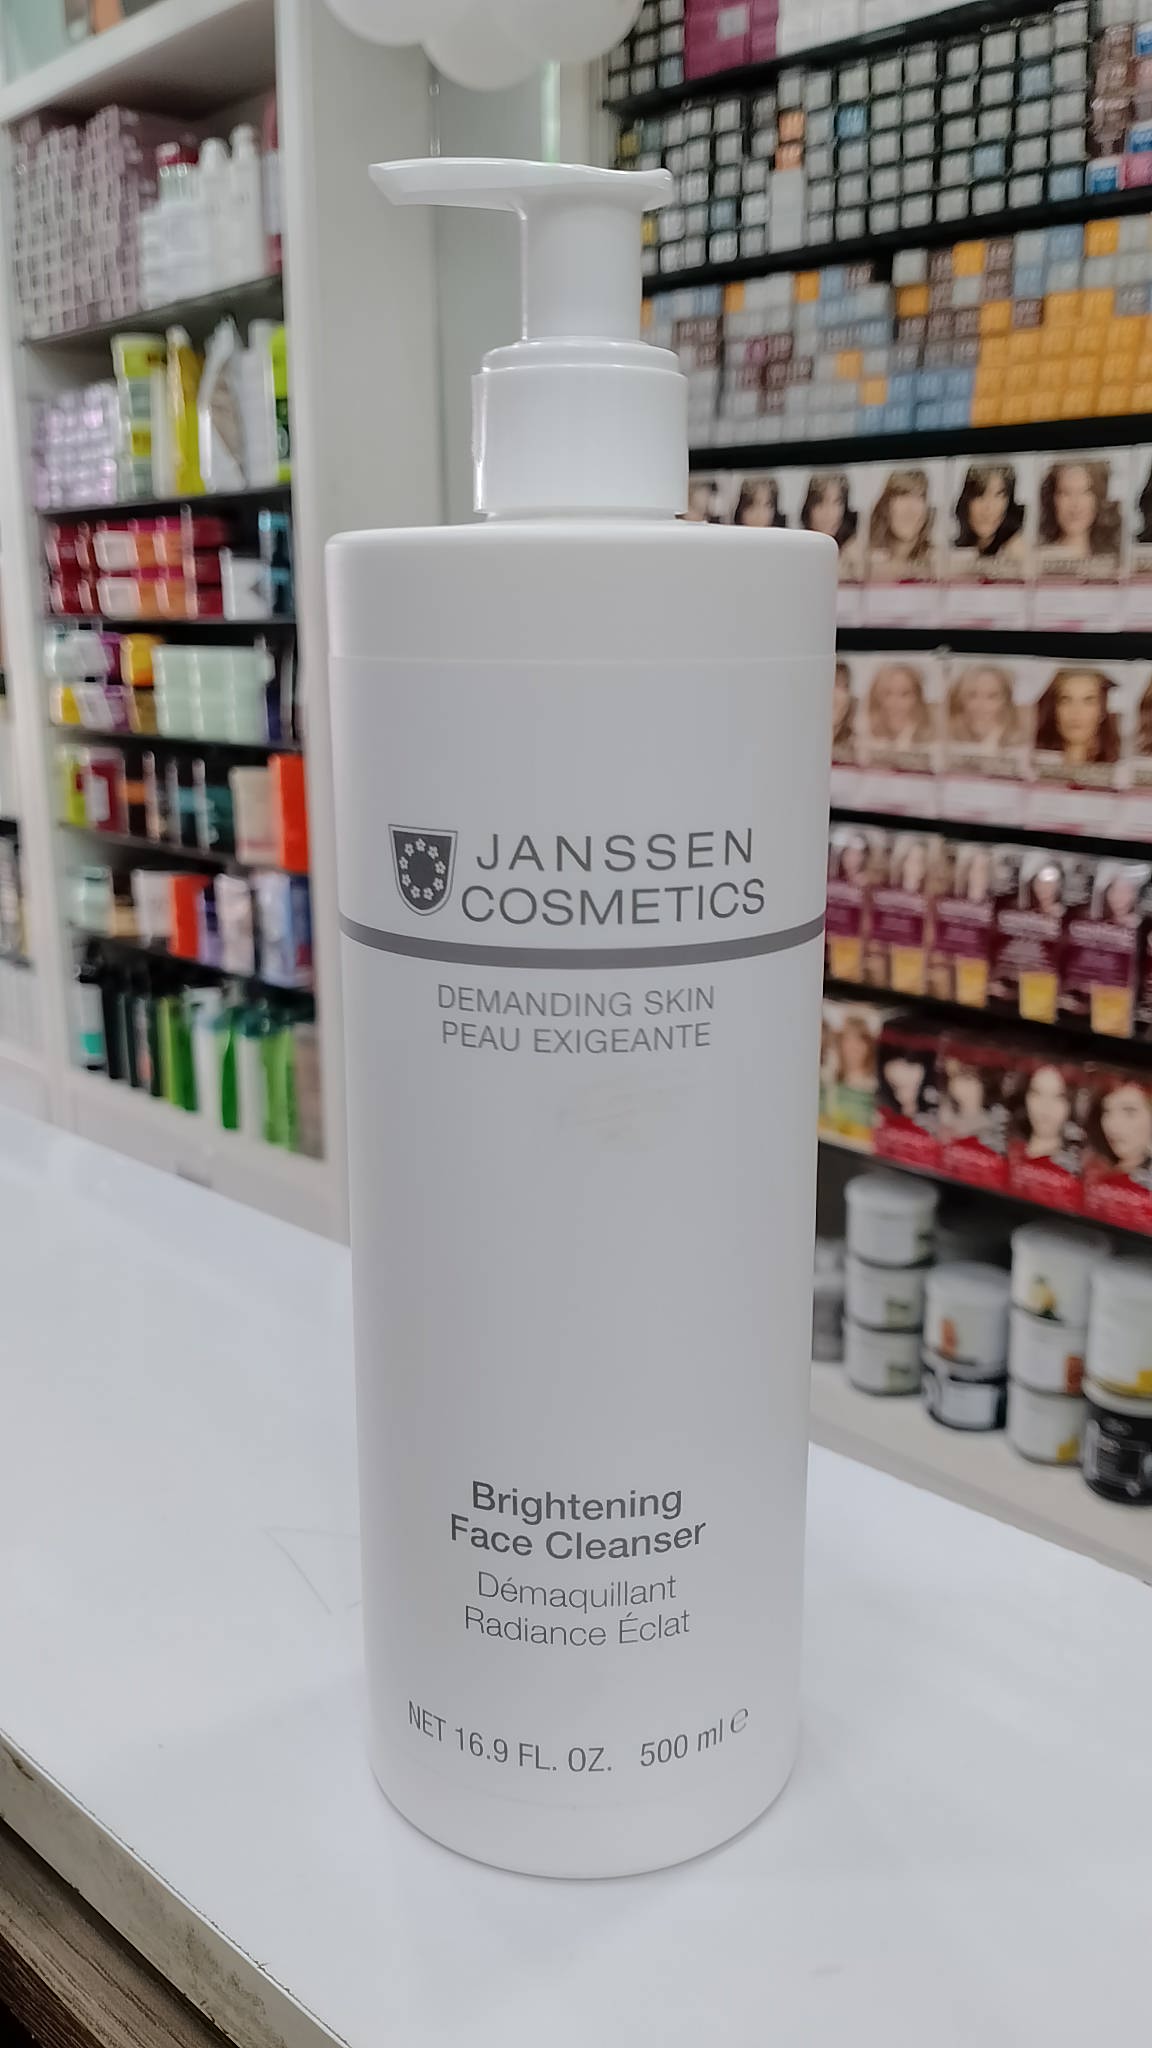 JANSSEN
COSMETICS
DEMANDING SKIN
PEAU EXIGEANTE
Brightening
Face Cleanser
Démaquillant
Radiance Éclat
NET 16.9 FL. OZ. 500 ml ℮